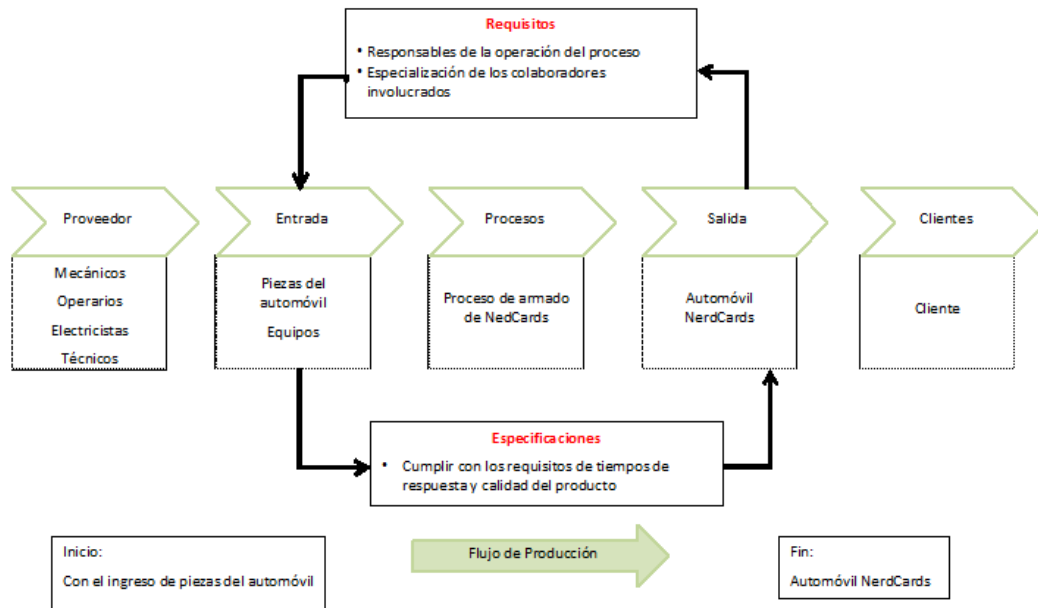 Requisitos
• Responsables de la operación del proceso
• Especialización de los colaboradores
involucrados
Proveedor
Entrada
Procesos
Salida
Clientes
Mecánicos
Operarios
Electricistas
Técnicos
Piezas del
automóvil
Equipos
Proceso de armado
de NedCards
Automóvil
NerdCards
Cliente
Especificaciones
• Cumplir con los requisitos de tiempos de
respuesta y calidad del producto
Inicio:
Con el ingreso de piezas del automóvil
Flujo de Producción
Fin:
Automóvil NerdCards